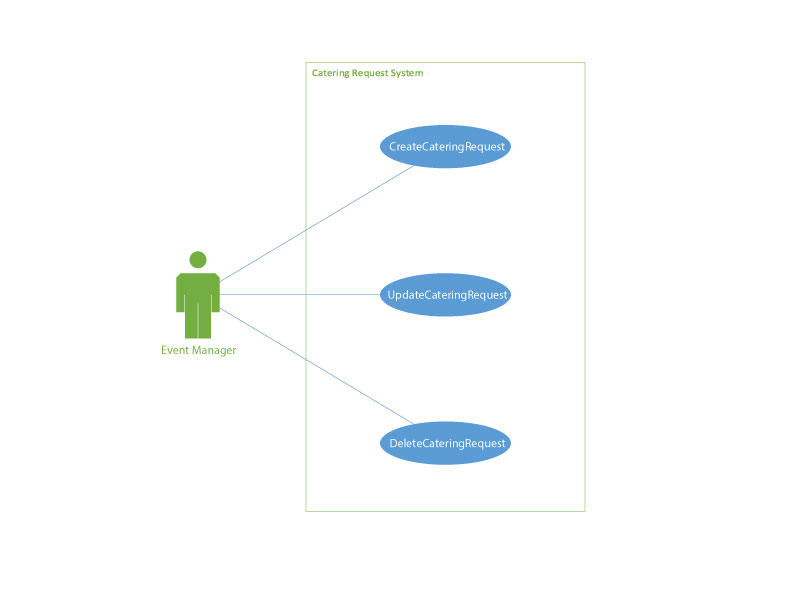 Catering Request System
CreateCateringRequest
UpdateCateringRequest
Event Manager
DeleteCateringRequest